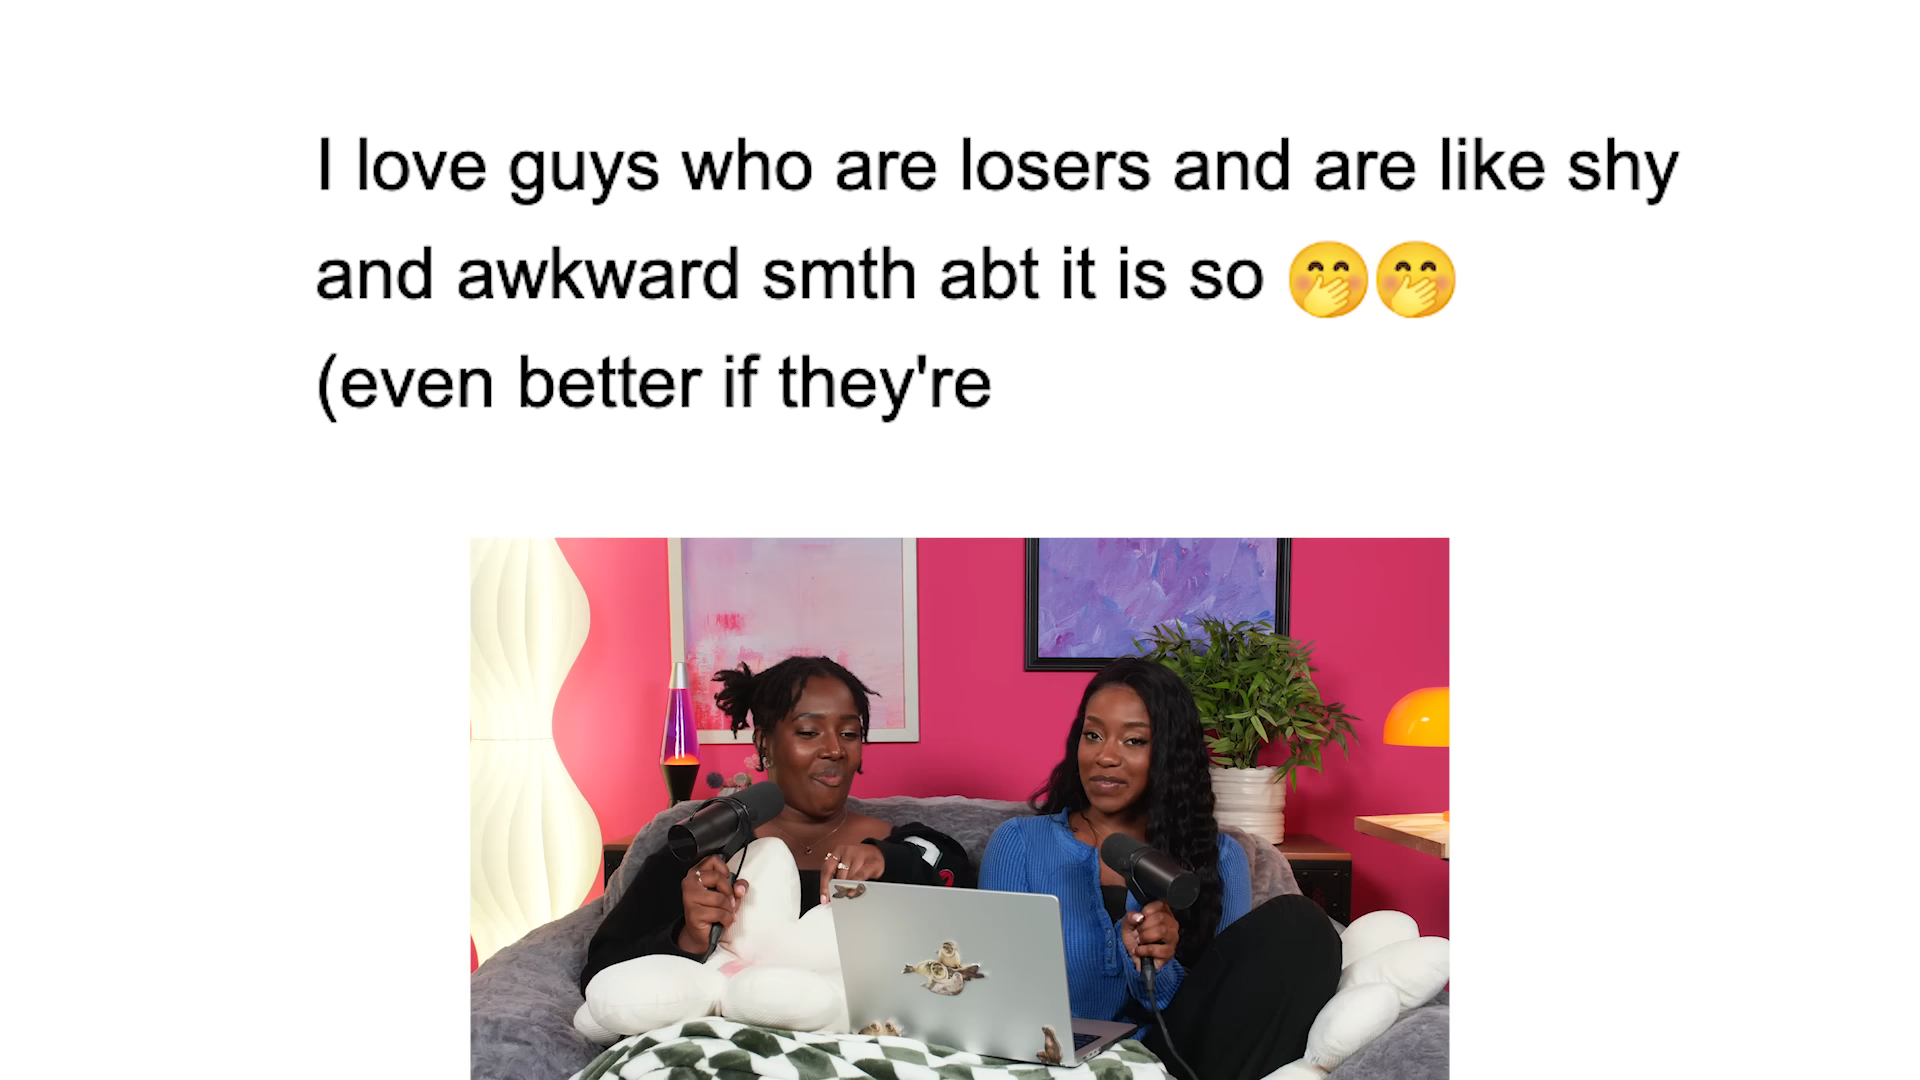 I love guys who are losers and are like shy
and awkward smth abt it is so 🤭🤭
(even better if they're